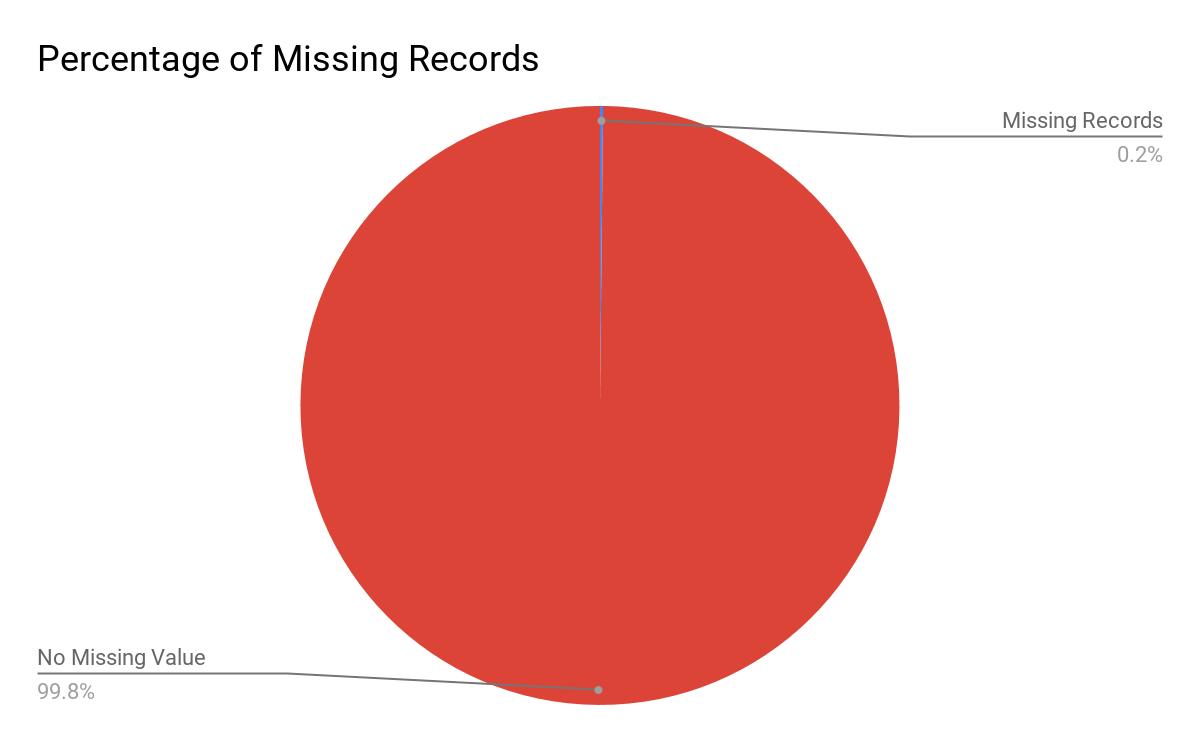 Percentage of Missing Records
Missing Records
0.2%
No Missing Value
99.8%